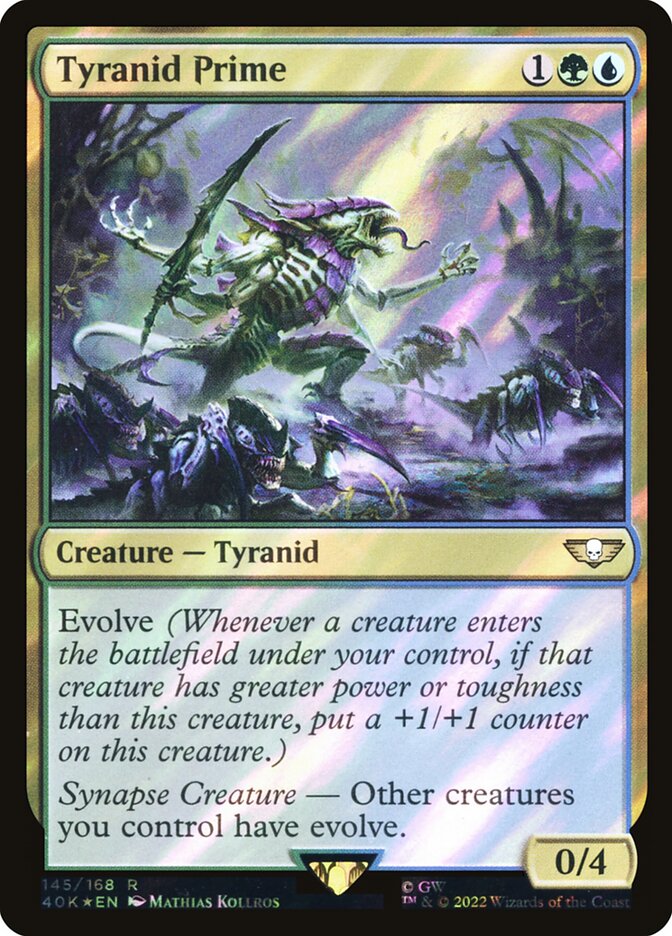 Tyranid Prime 1
Creature — Tyranid
Evolve (Whenever a creature enters
the battlefield under your control, if that
creature has greater power or toughness
than this creature, put a +1/+1 counter
on this creature.)
Synapse Creature — Other creatures
you control have evolve.
0/4
145/168 R © GW
40K★EN Mathias Kollros ™ & © 2022 Wizards of the Coast